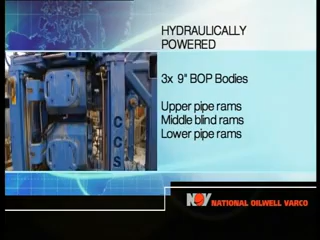 HYDRAULICALLY
POWERED
3x 9" BOP Bodies
Upper pipe rams
Middle blind rams
Lower pipe rams
CCS
NOV NATIONAL OILWELL VARCO